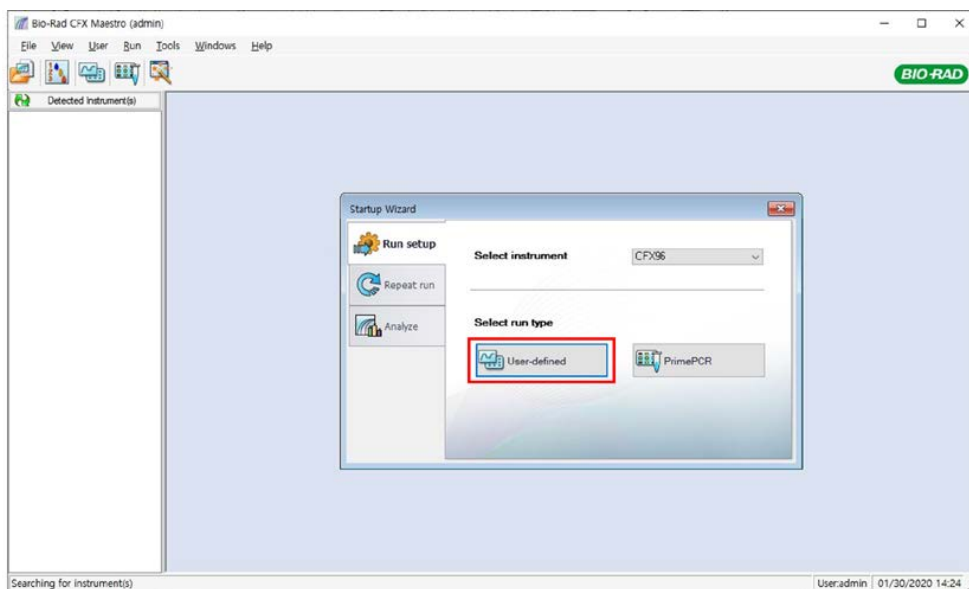 Bio-Rad CFX Maestro (admin)
File View User Run Tools Windows Help
BIO-RAD
Detected Instrument(s)
Startup Wizard
Run setup
Repeat run
Analyze
Select instrument
CFX96
Select run type
User-defined
PrimePCR
Searching for instrument(s)
User:admin 01/30/2020 14:24